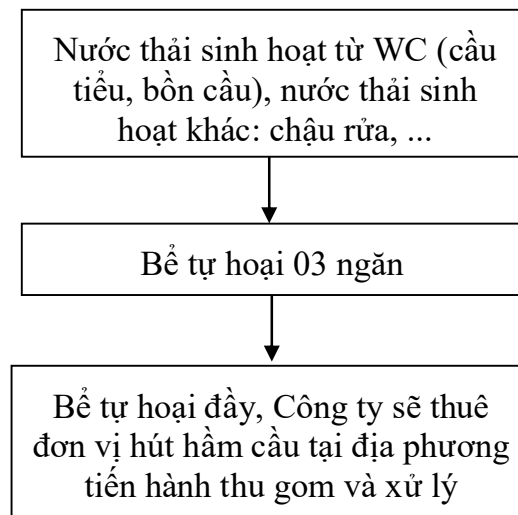 Nước thải sinh hoạt từ WC (cầu
tiểu, bồn cầu), nước thải sinh
hoạt khác: chậu rửa, ...
Bể tự hoại 03 ngăn
Bể tự hoại đầy, Công ty sẽ thuê
đơn vị hút hầm cầu tại địa phương
tiến hành thu gom và xử lý